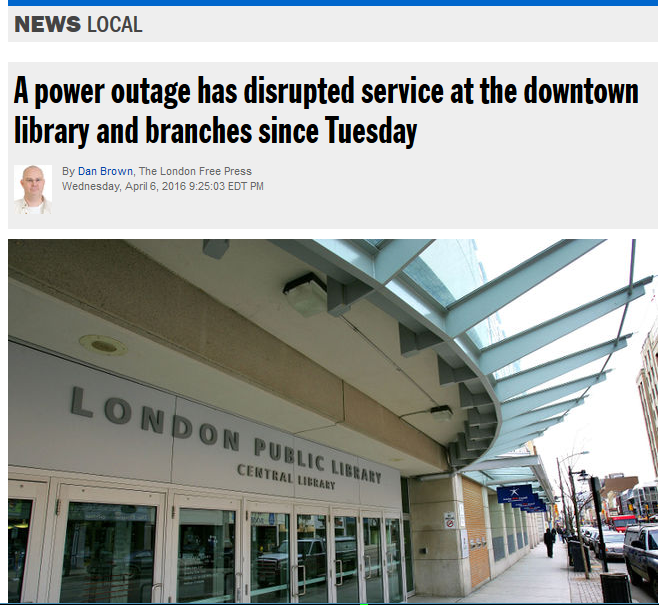 NEWS LOCAL
A power outage has disrupted service at the downtown
library and branches since Tuesday
By Dan Brown, The London Free Press
Wednesday, April 6, 2016 9:25:03 EDT PM
LONDON PUBLIC LIBRARY
CENTRAL LIBRARY